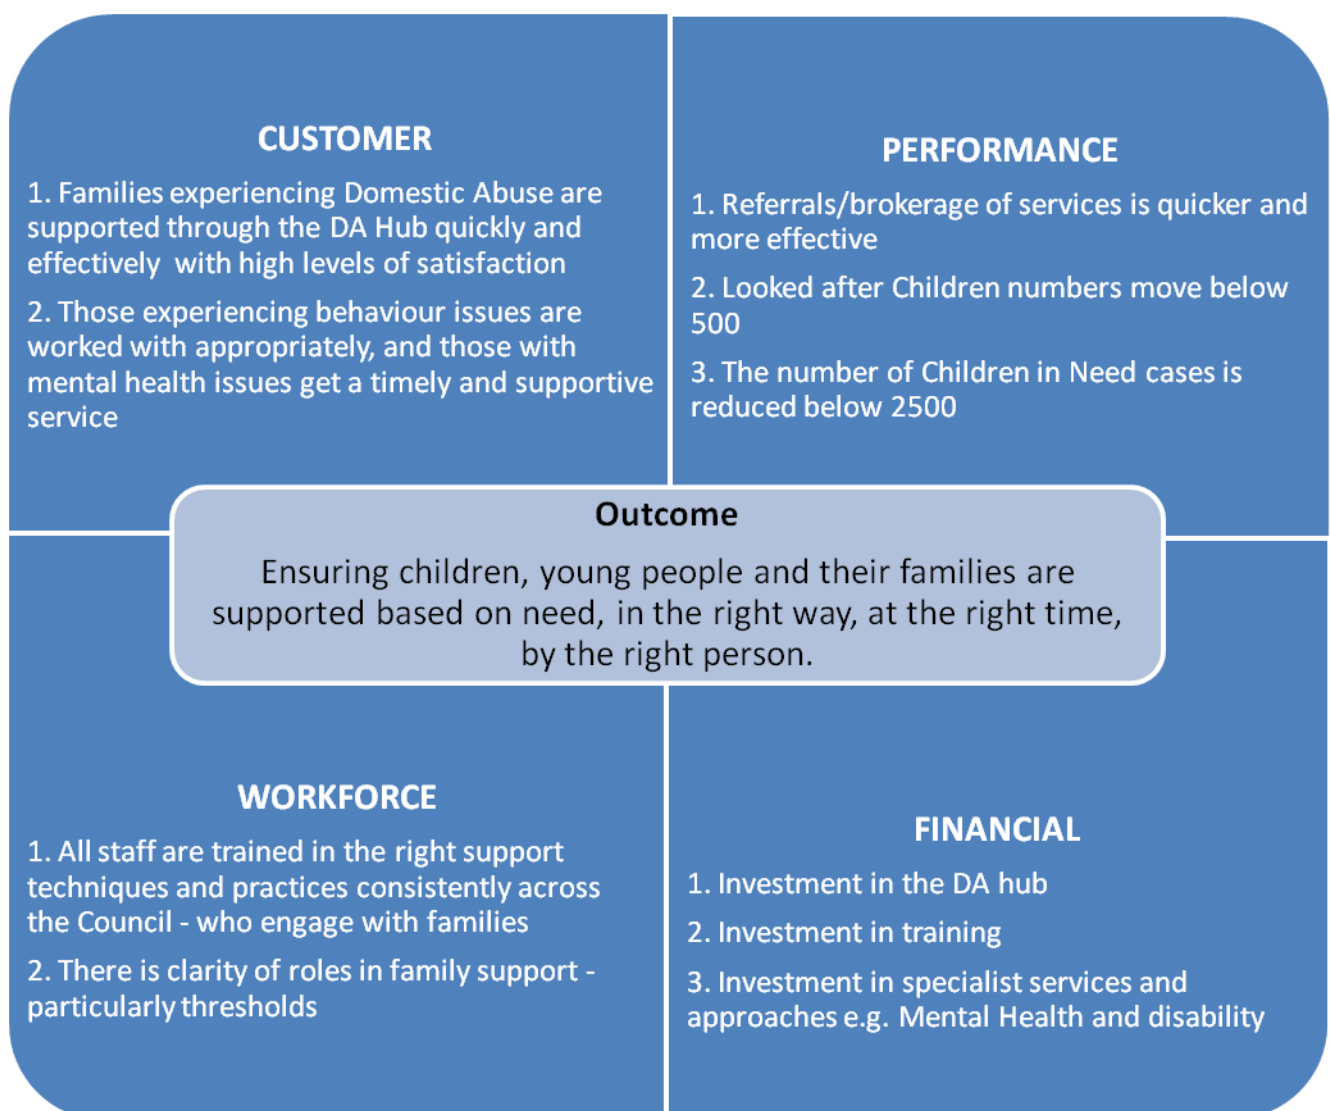 CUSTOMER
1. Families experiencing Domestic Abuse are
supported through the DA Hub quickly and
effectively with high levels of satisfaction
2. Those experiencing behaviour issues are
worked with appropriately, and those with
mental health issues get a timely and supportive
service
PERFORMANCE
1. Referrals/brokerage of services is quicker and
more effective
2. Looked after Children numbers move below
500
3. The number of Children in Need cases is
reduced below 2500
Outcome
Ensuring children, young people and their families are
supported based on need, in the right way, at the right time,
by the right person.
WORKFORCE
1. All staff are trained in the right support
techniques and practices consistently across
the Council - who engage with families
2. There is clarity of roles in family support -
particularly thresholds
FINANCIAL
1. Investment in the DA hub
2. Investment in training
3. Investment in specialist services and
approaches e.g. Mental Health and disability